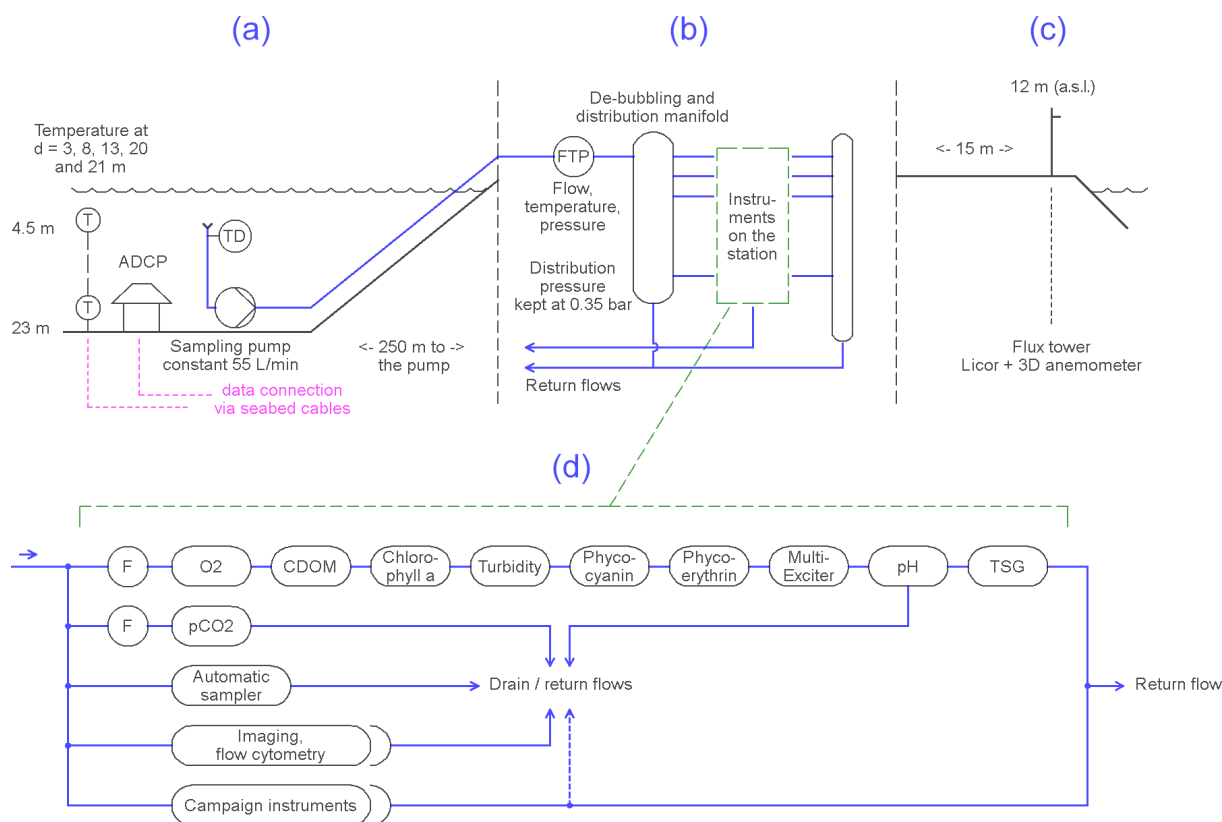 (a)
(b)
(c)
Temperature at
d = 3, 8, 13, 20
and 21 m
T
4.5 m
TD
ADCP
T
23 m
Sampling pump
constant 55 L/min
<- 250 m to ->
the pump
data connection
via seabed cables
De-bubbling and
distribution manifold
FTP
Flow,
temperature,
pressure
Instru-
ments
on the
station
Distribution
pressure
kept at 0.35 bar
Return flows
12 m (a.s.l.)
<- 15 m ->
Flux tower
Licor + 3D anemometer
(d)
F
O2
CDOM
Chloro-
phyll a
Turbidity
Phyco-
cyanin
Phyco-
erythrin
Multi-
Exciter
pH
TSG
F
pCO2
Automatic
sampler
Drain / return flows
Return flow
Imaging,
flow cytometry
Campaign instruments